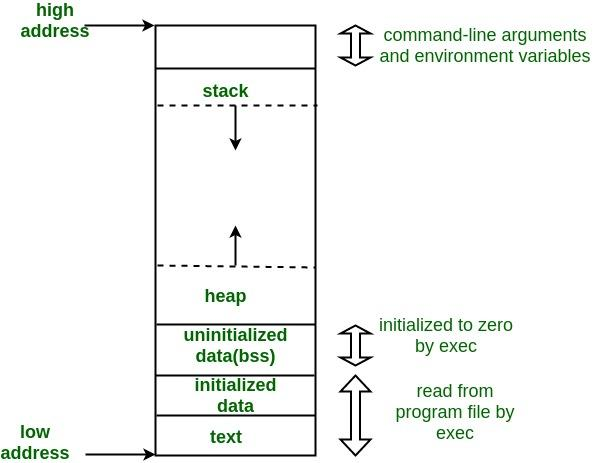 high
address
command-line arguments
and environment variables
stack
heap
uninitialized
data(bss)
initialized to zero
by exec
initialized
data
read from
program file by
exec
text
low
address